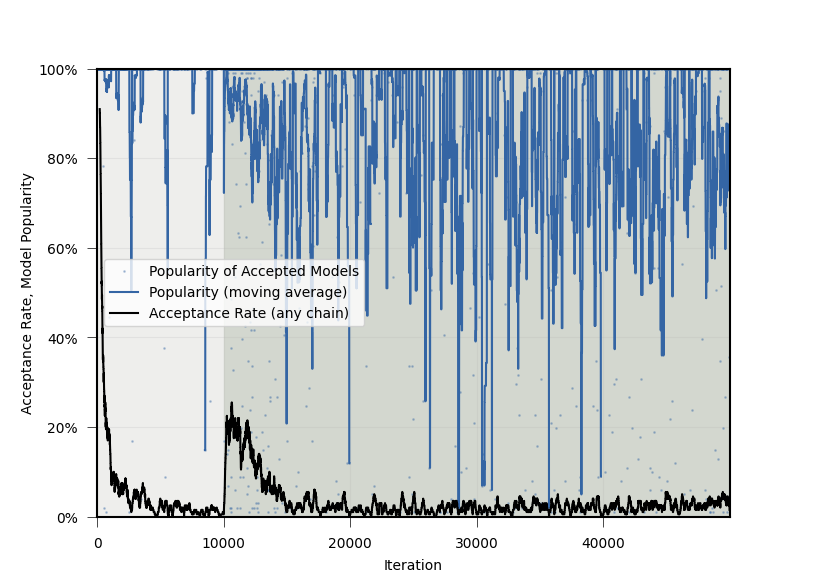 100%
80%
60%
40%
20%
0%
Acceptance Rate, Model Popularity
Popularity of Accepted Models
Popularity (moving average)
Acceptance Rate (any chain)
0
10000
20000
30000
40000
Iteration